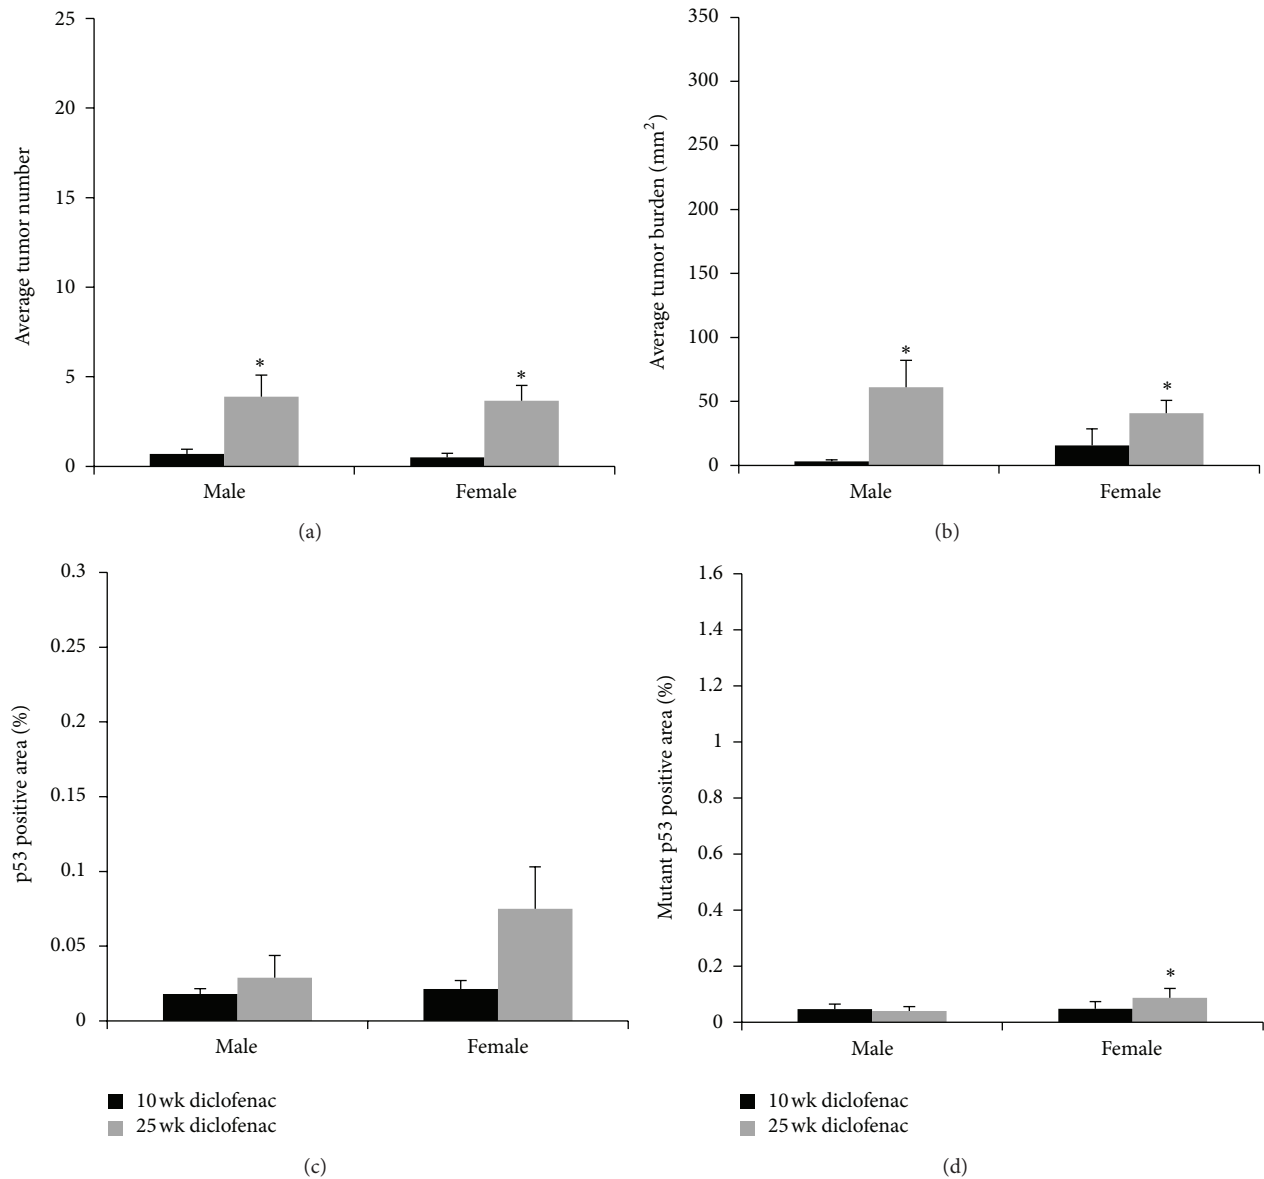 25
20
15
10
5
0
Average tumor number
*
*
Male
Female
(a)
350
300
250
200
150
100
50
0
Average tumor burden (mm²)
*
*
Male
Female
(b)
0.3
0.25
0.2
0.15
0.1
0.05
0
p53 positive area (%)
Male
Female
10 wk diclofenac
25 wk diclofenac
(c)
1.6
1.4
1.2
1
0.8
0.6
0.4
0.2
0
Mutant p53 positive area (%)
*
Male
Female
10 wk diclofenac
25 wk diclofenac
(d)